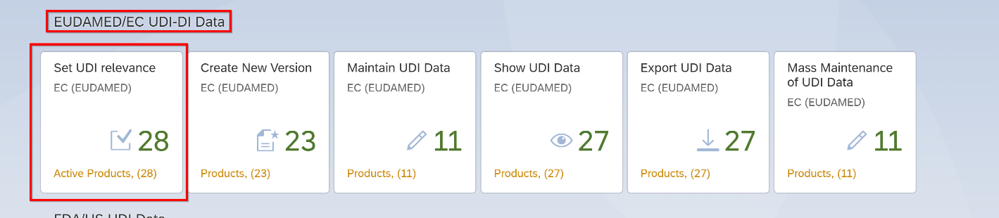 EUDAMED/EC UDI-DI Data
Set UDI relevance
EC (EUDAMED)
28
Active Products, (28)
Create New Version
EC (EUDAMED)
23
Products, (23)
Maintain UDI Data
EC (EUDAMED)
11
Products, (11)
Show UDI Data
EC (EUDAMED)
27
Products, (27)
Export UDI Data
EC (EUDAMED)
27
Products, (27)
Mass Maintenance
of UDI Data
EC (EUDAMED)
11
Products, (11)
FDA/US UDI Data